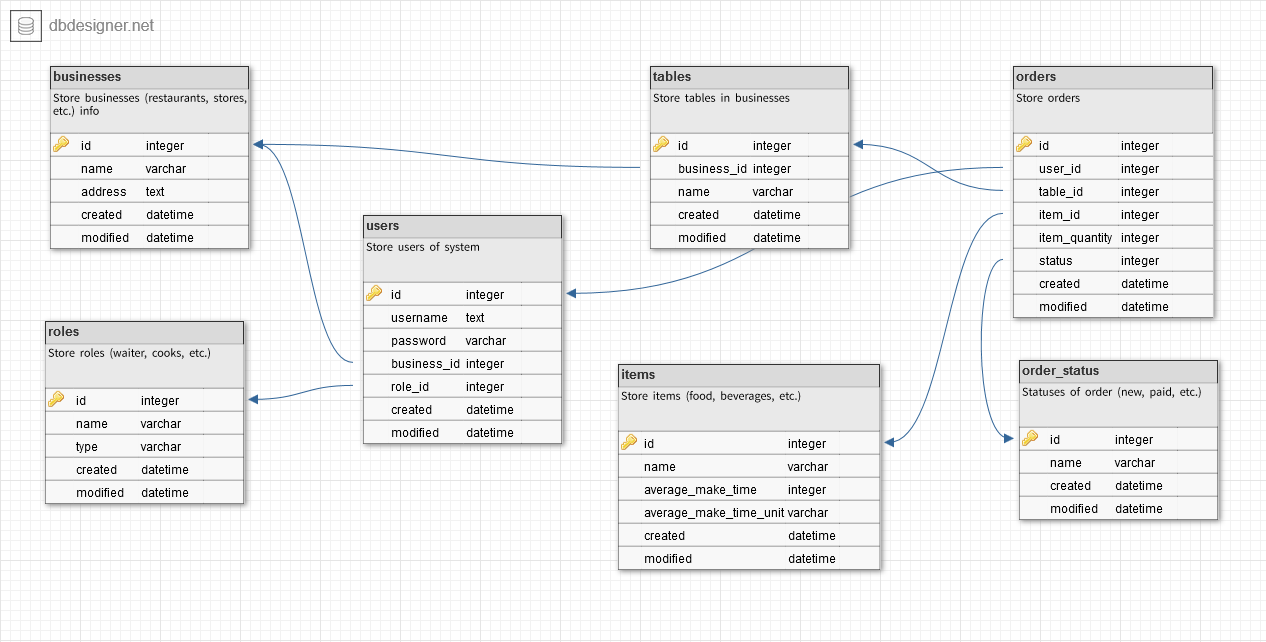 dbdesigner.net
businesses
Store businesses (restaurants, stores,
etc.) info
id integer
name varchar
address text
created datetime
modified datetime
tables
Store tables in businesses
id integer
business_id integer
name varchar
created datetime
modified datetime
orders
Store orders
id integer
user_id integer
table_id integer
item_id integer
item_quantity integer
status integer
created datetime
modified datetime
users
Store users of system
id integer
username text
password varchar
business_id integer
role_id integer
created datetime
modified datetime
roles
Store roles (waiter, cooks, etc.)
id integer
name varchar
type varchar
created datetime
modified datetime
items
Store items (food, beverages, etc.)
id integer
name varchar
average_make_time integer
average_make_time_unit varchar
created datetime
modified datetime
order_status
Statuses of order (new, paid, etc.)
id integer
name varchar
created datetime
modified datetime